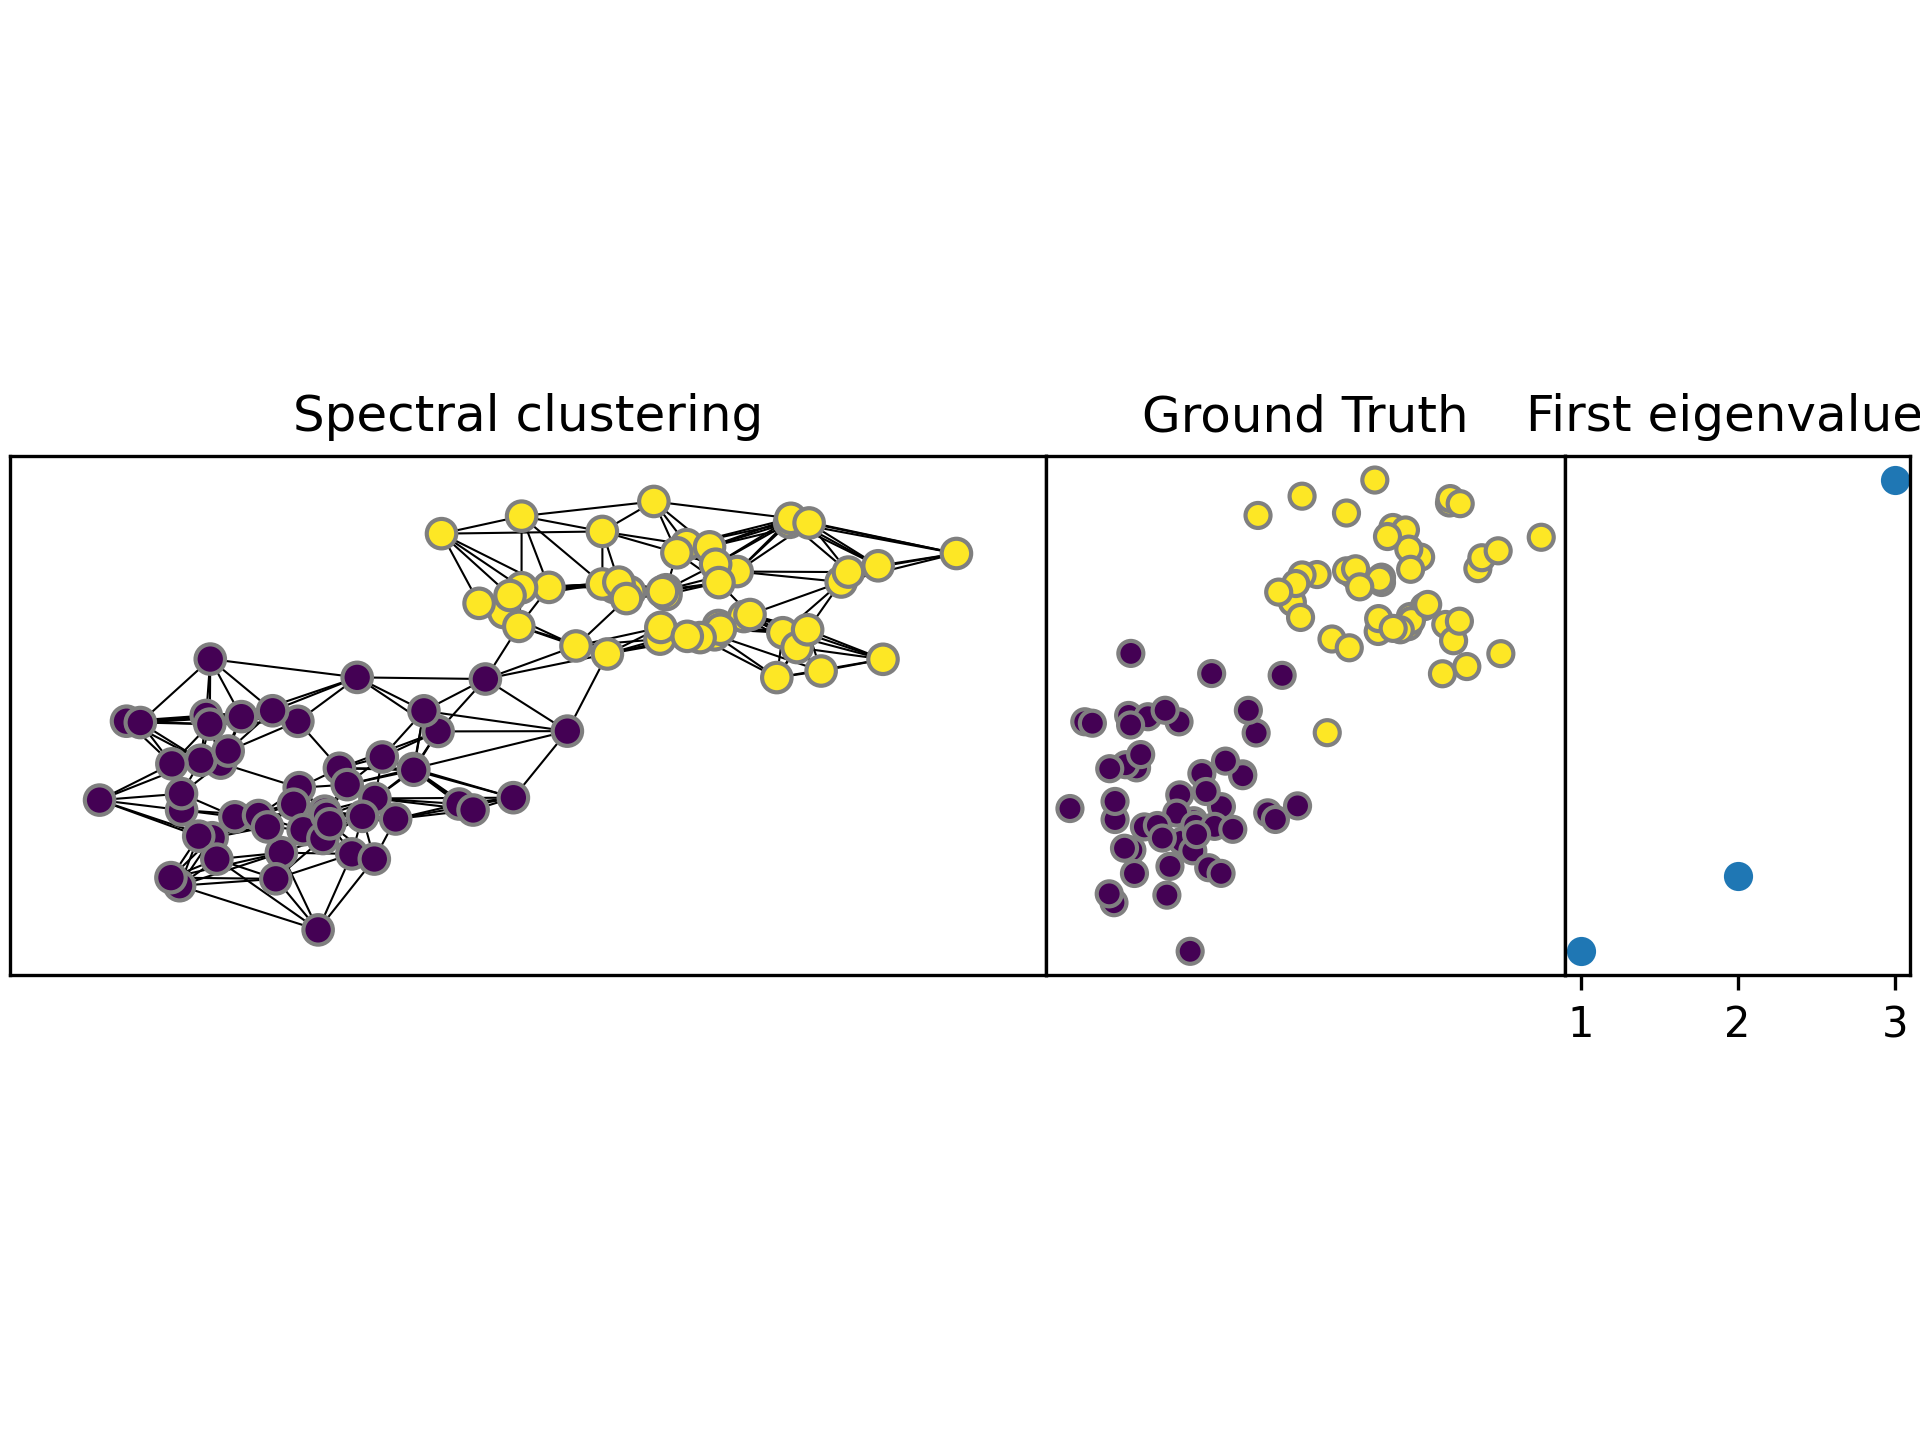 Spectral clustering
Ground Truth
First eigenvalue
1 2 3